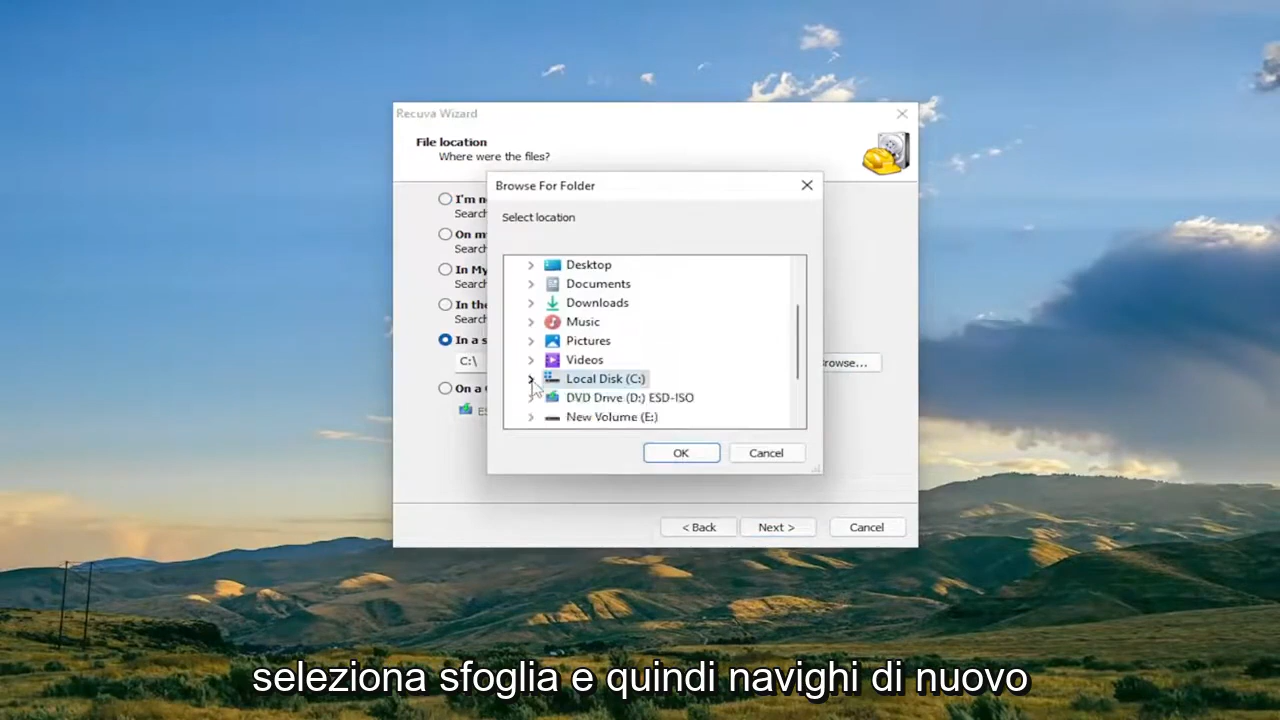 Recuva Wizard
File location
Where were the files?
Browse For Folder
Select location
I'm
Search
On
Search
In My
Search
In the
Search
In a
C:\
On a
Desktop
Documents
Downloads
Music
Pictures
Videos
Local Disk (C:)
DVD Drive (D:) ESD-ISO
New Volume (E:)
rowse...
OK
Cancel
< Back
Next >
Cancel
seleziona sfoglia e quindi navighi di nuovo